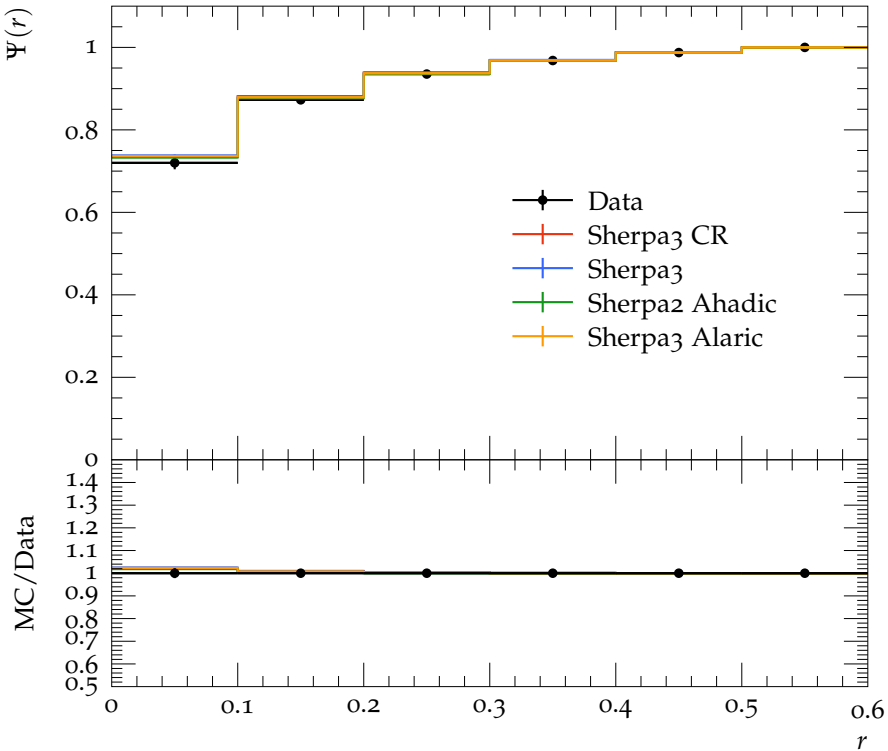 Ψ(r)
1
0.8
0.6
0.4
0.2
0
Data
Sherpa3 CR
Sherpa3
Sherpa2 Ahadic
Sherpa3 Alaric
MC/Data
1.4
1.3
1.2
1.1
1
0.9
0.8
0.7
0.6
0.5
0 0.1 0.2 0.3 0.4 0.5 0.6
r